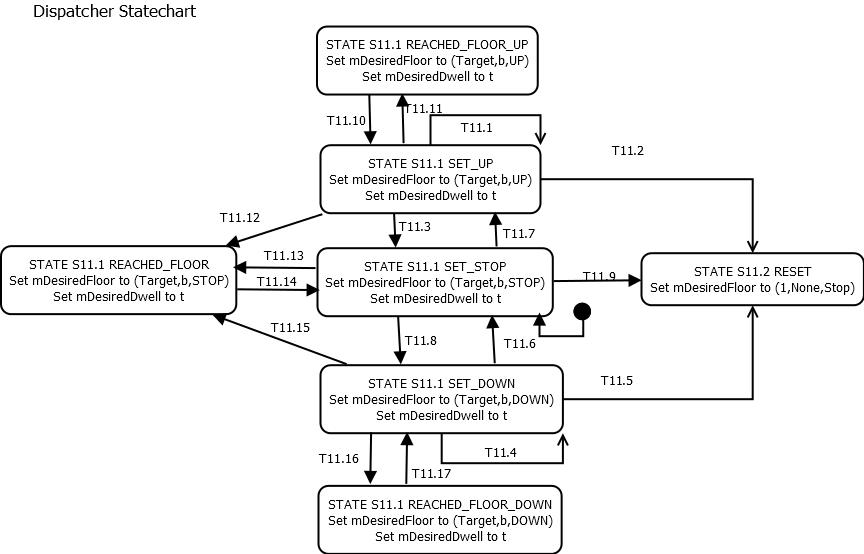 Dispatcher Statechart
STATE S11.1 REACHED_FLOOR_UP
Set mDesiredFloor to (Target,b,UP)
Set mDesiredDwell to t
T11.10
T11.11
T11.1
STATE S11.1 SET_UP
Set mDesiredFloor to (Target,b,UP)
Set mDesiredDwell to t
T11.2
T11.12
T11.3
T11.7
STATE S11.1 REACHED_FLOOR
Set mDesiredFloor to (Target,b,STOP)
Set mDesiredDwell to t
T11.13
T11.14
STATE S11.1 SET_STOP
Set mDesiredFloor to (Target,b,STOP)
Set mDesiredDwell to t
T11.9
STATE S11.2 RESET
Set mDesiredFloor to (1,None,Stop)
T11.15
T11.8
T11.6
STATE S11.1 SET_DOWN
Set mDesiredFloor to (Target,b,DOWN)
Set mDesiredDwell to t
T11.5
T11.16
T11.17
T11.4
STATE S11.1 REACHED_FLOOR_DOWN
Set mDesiredFloor to (Target,b,DOWN)
Set mDesiredDwell to t